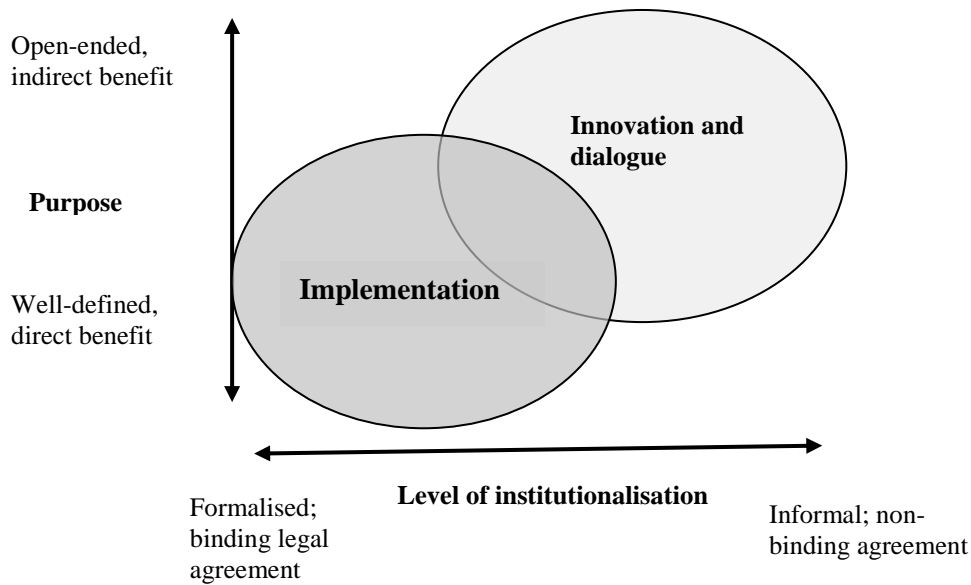 Open-ended,
indirect benefit
Innovation and
dialogue
Purpose
Implementation
Well-defined,
direct benefit
Level of institutionalisation
Formalised;
binding legal
agreement
Informal; non-
binding agreement